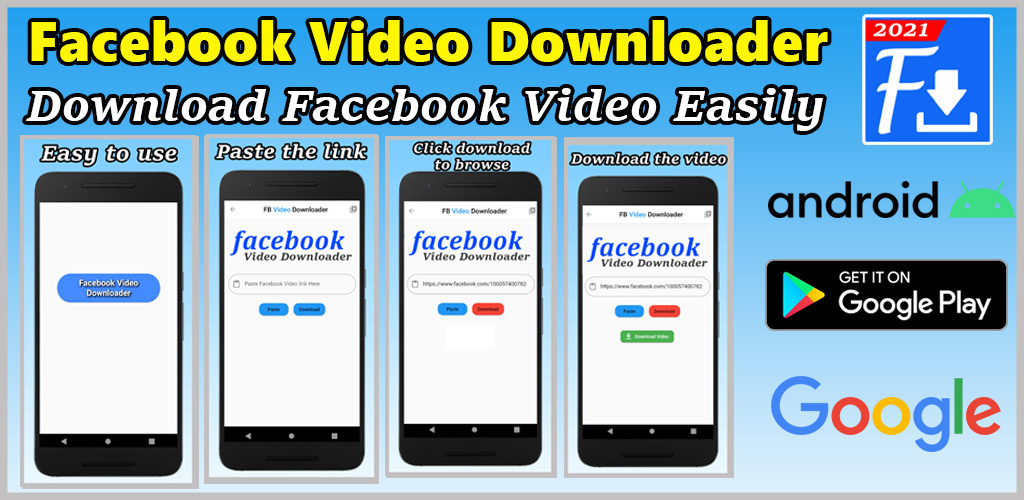 Facebook Video Downloader
Download Facebook Video Easily
2021
F
Easy to use
Facebook Video
Downloader
Paste the link
FB Video Downloader
facebook
Video Downloader
Paste Facebook Video link Here
Paste
Download
Click download
to browse
FB Video Downloader
facebook
Video Downloader
https://www.facebook.com/100057400782
Paste
Download
Download the video
FB Video Downloader
facebook
Video Downloader
https://www.facebook.com/100057400782
Paste
Download
Download Video
android
GET IT ON
Google Play
Google